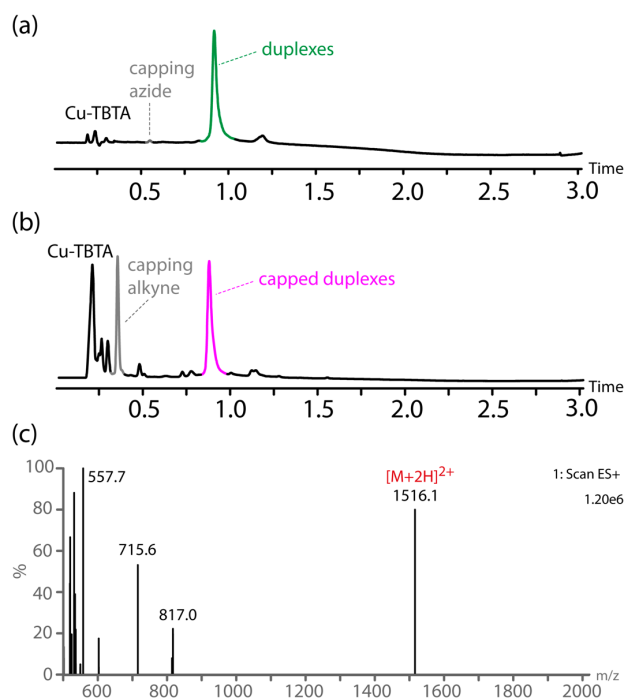 (a)
duplexes
capping
azide
Cu-TBTA
Time
0.5 1.0 1.5 2.0 2.5 3.0
(b)
Cu-TBTA
capping
alkyne
capped duplexes
Time
0.5 1.0 1.5 2.0 2.5 3.0
(c)
100
80
60
40
20
0
%
557.7
[M+2H]2+
1: Scan ES+
1516.1
1.20e6
715.6
817.0
600 800 1000 1200 1400 1600 1800 2000 m/z